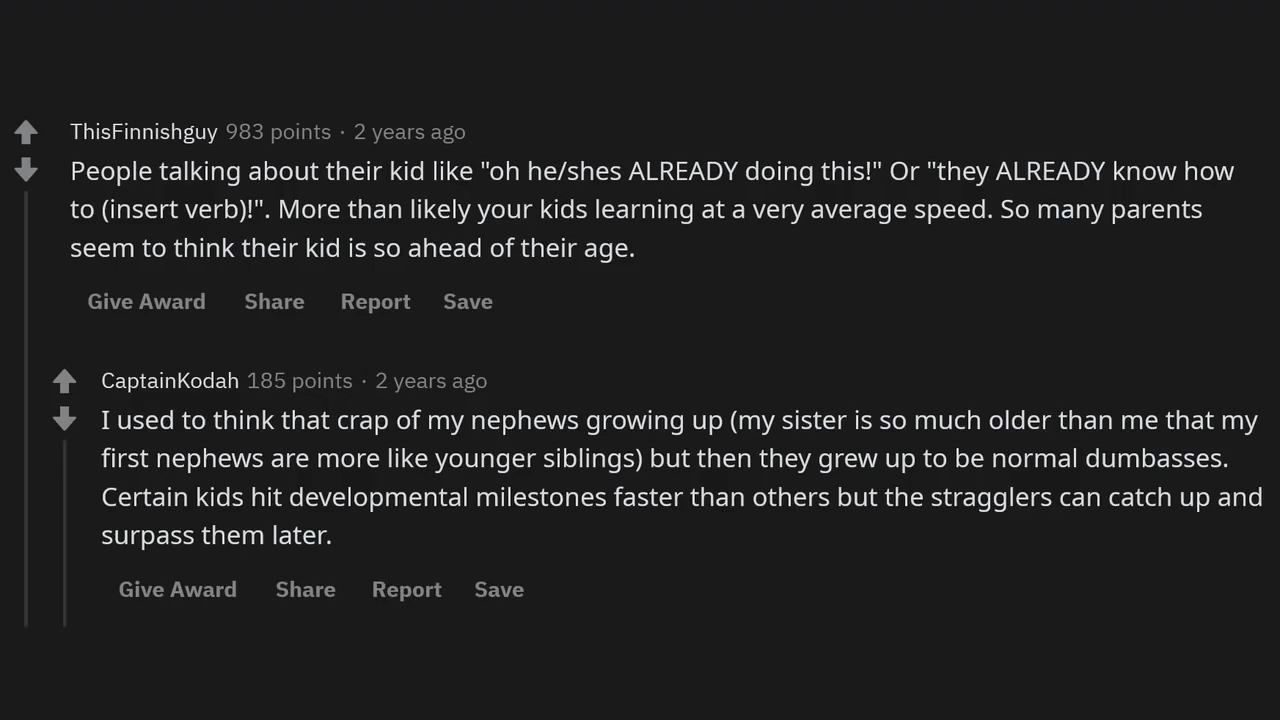 ThisFinnishguy 983 points · 2 years ago
People talking about their kid like "oh he/shes ALREADY doing this!" Or "they ALREADY know how
to (insert verb)!". More than likely your kids learning at a very average speed. So many parents
seem to think their kid is so ahead of their age.
Give Award Share Report Save
CaptainKodah 185 points · 2 years ago
I used to think that crap of my nephews growing up (my sister is so much older than me that my
first nephews are more like younger siblings) but then they grew up to be normal dumbasses.
Certain kids hit developmental milestones faster than others but the stragglers can catch up and
surpass them later.
Give Award Share Report Save